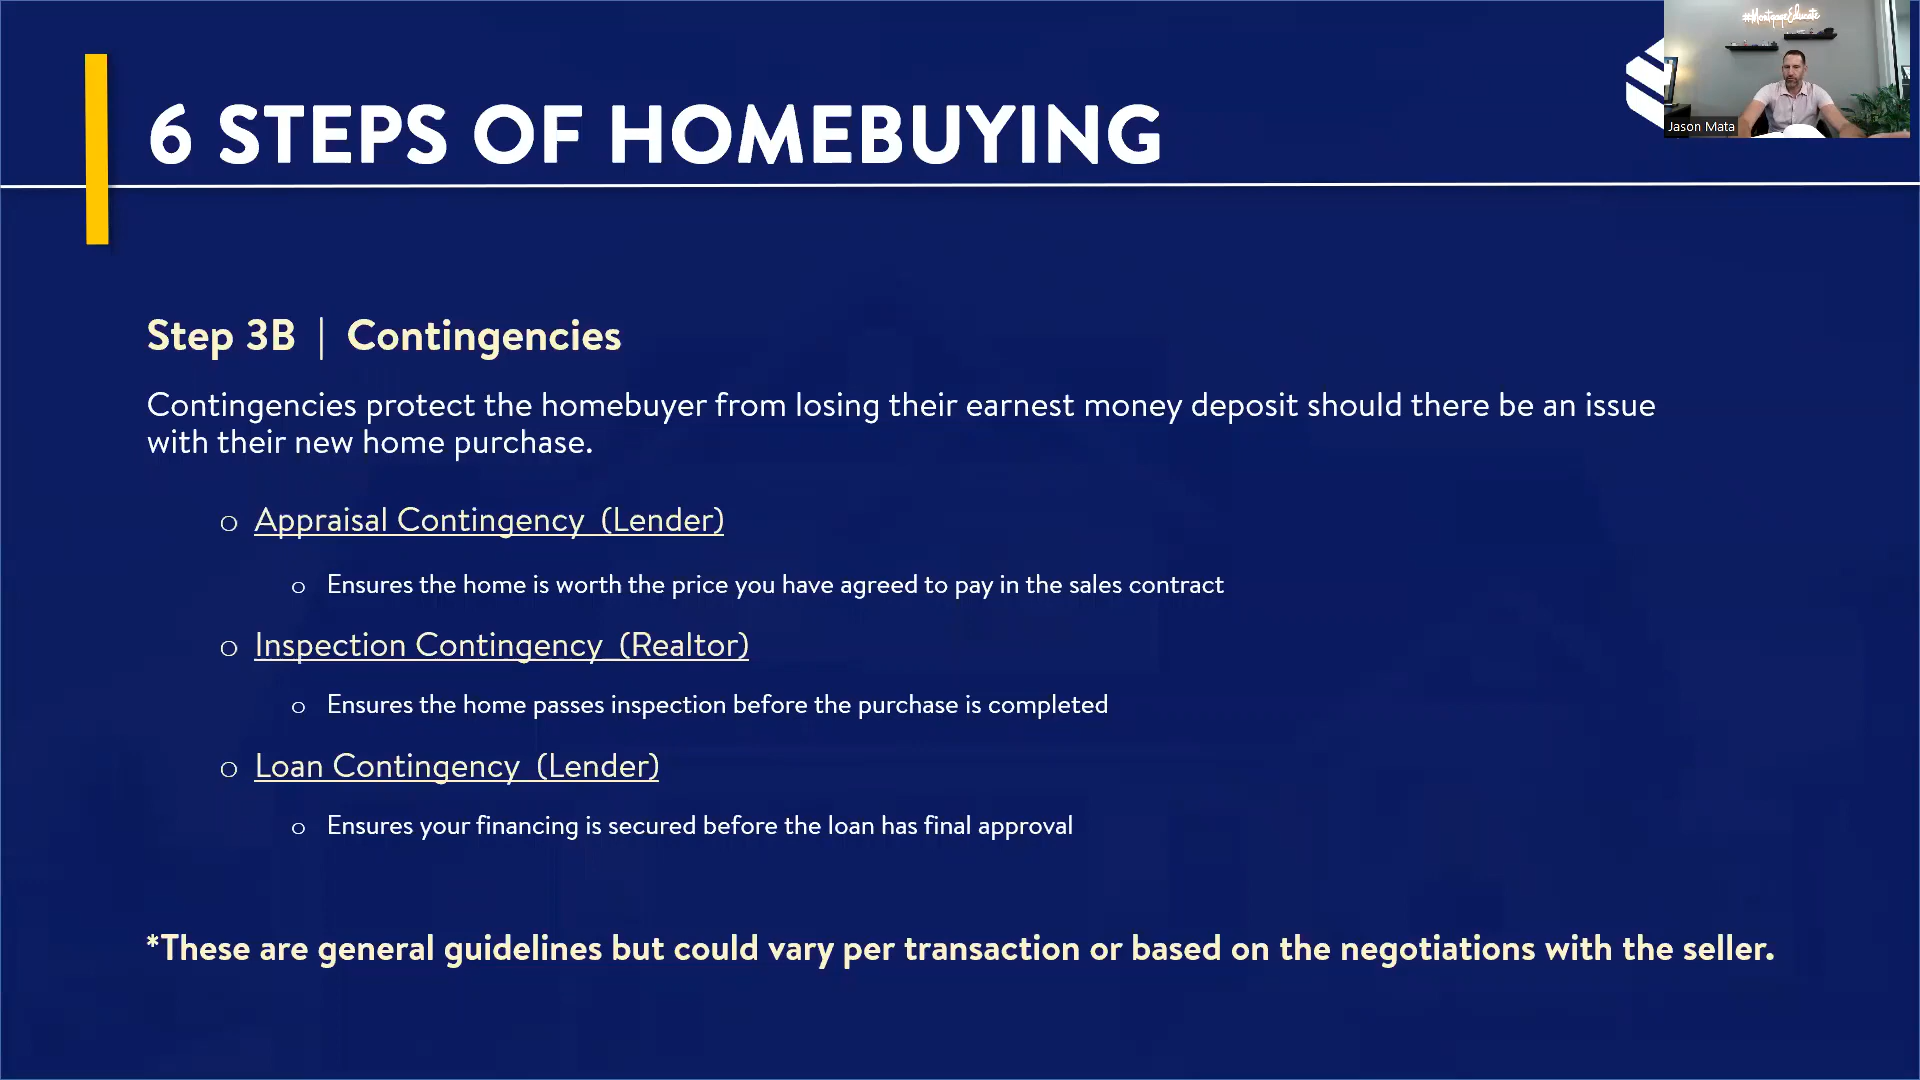 #MortgageEducate
Jason Mata
6 STEPS OF HOMEBUYING
Step 3B | Contingencies
Contingencies protect the homebuyer from losing their earnest money deposit should there be an issue
with their new home purchase.
o Appraisal Contingency (Lender)
o Ensures the home is worth the price you have agreed to pay in the sales contract
o Inspection Contingency (Realtor)
o Ensures the home passes inspection before the purchase is completed
o Loan Contingency (Lender)
o Ensures your financing is secured before the loan has final approval
*These are general guidelines but could vary per transaction or based on the negotiations with the seller.